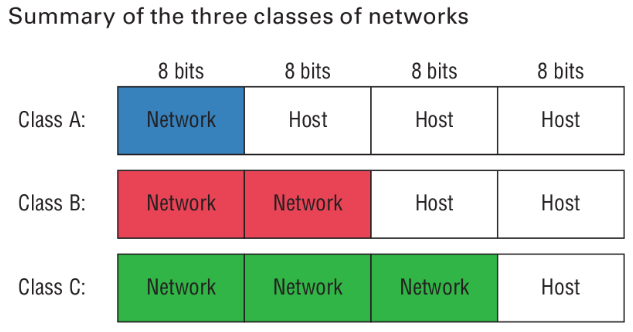 Summary of the three classes of networks
8 bits 8 bits 8 bits 8 bits
Class A: Network Host Host Host
Class B: Network Network Host Host
Class C: Network Network Network Host